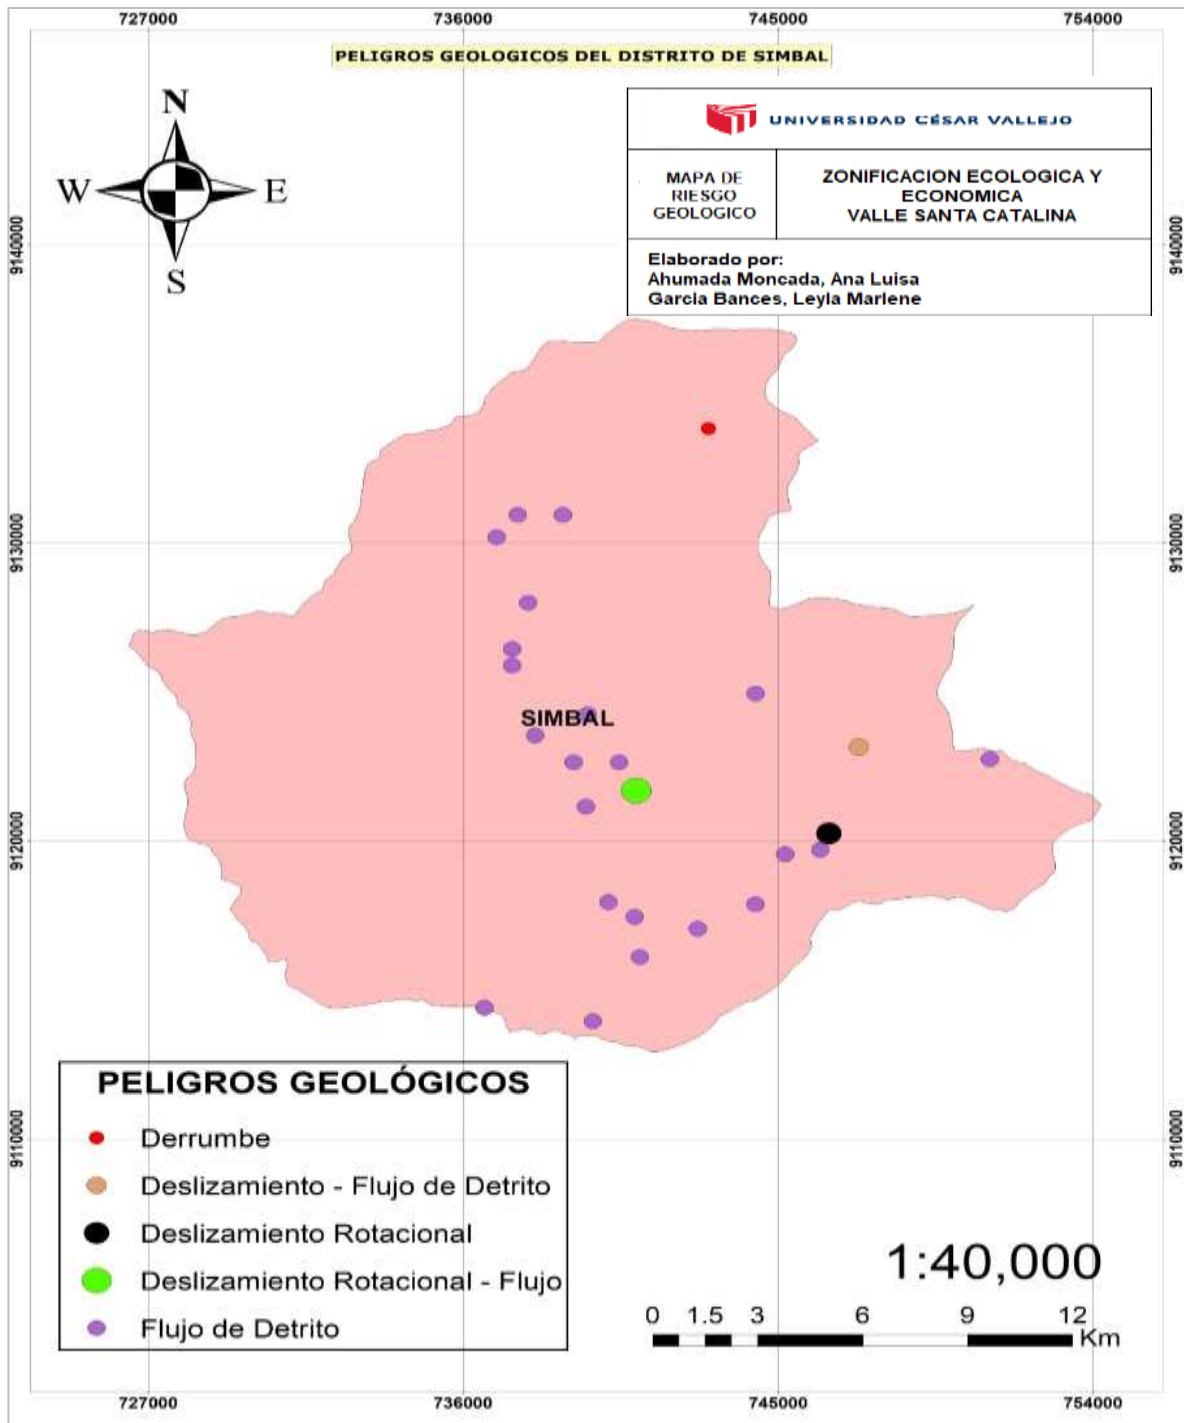 727000 736000 745000 754000
PELIGROS GEOLOGICOS DEL DISTRITO DE SIMBAL
N
W E
S
UNIVERSIDAD CÉSAR VALLEJO
MAPA DE
RIESGO
GEOLOGICO
ZONIFICACION ECOLOGICA Y
ECONOMICA
VALLE SANTA CATALINA
Elaborado por:
Ahumada Moncada, Ana Luisa
Garcia Bances, Leyla Marlene
9140000 9140000
9130000 9130000
SIMBAL
9120000 9120000
9110000 9110000
PELIGROS GEOLÓGICOS
Derrumbe
Deslizamiento - Flujo de Detrito
Deslizamiento Rotacional
Deslizamiento Rotacional - Flujo
Flujo de Detrito
1:40,000
0 1.5 3 6 9 12
Km
727000 736000 745000 754000